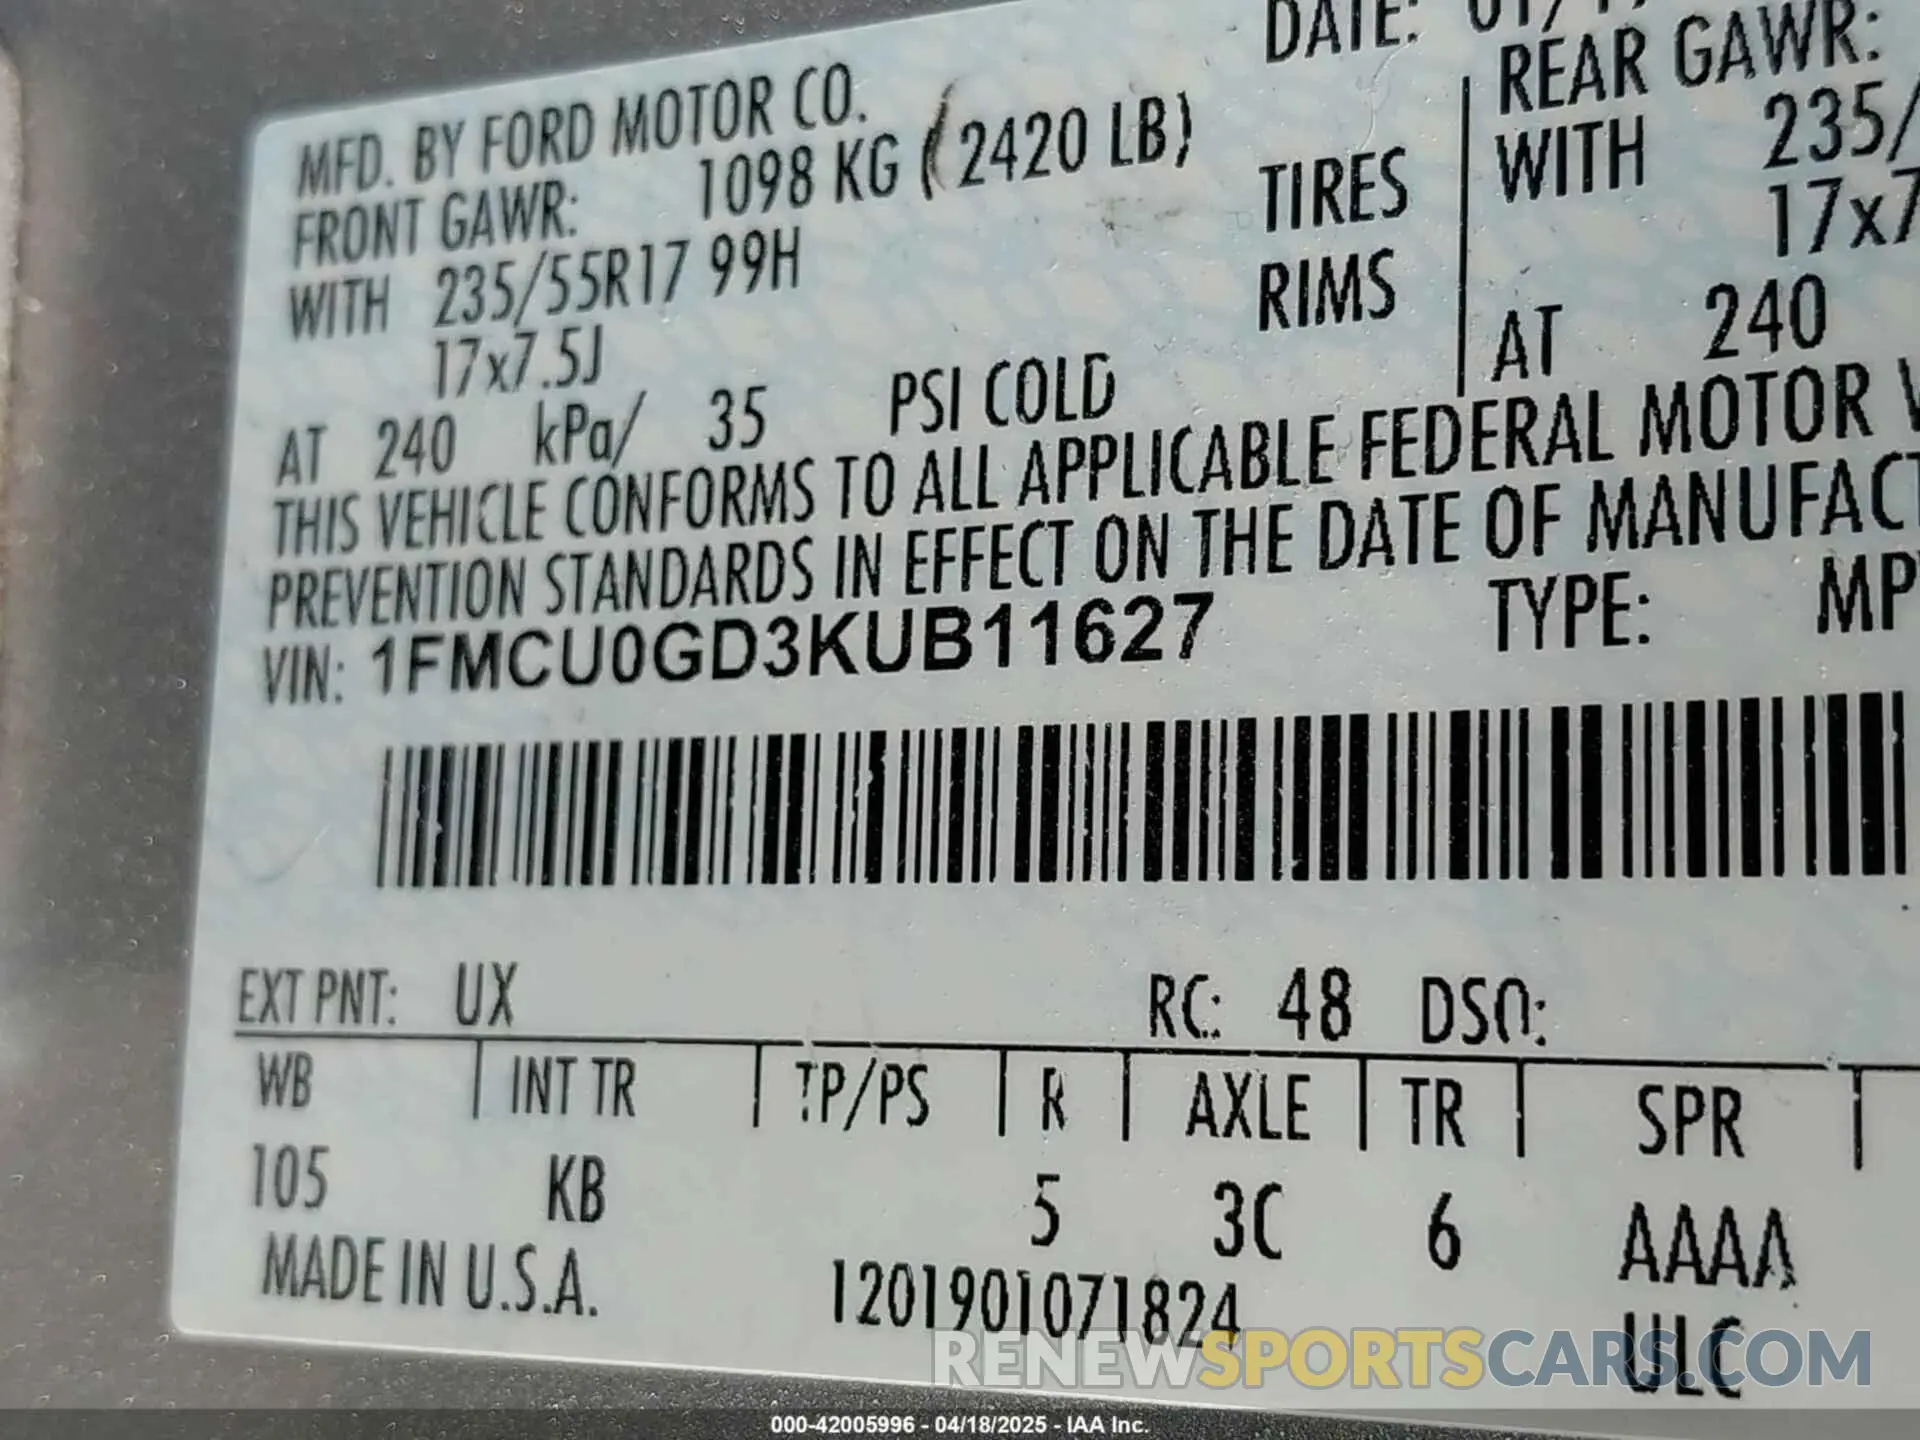 DATE: 01/
MFD. BY FORD MOTOR CO.
FRONT GAWR: 1098 KG (2420 LB)
REAR GAWR:
WITH 235/55R17 99H TIRES
WITH 235/
17x7.5J RIMS
17x7
AT 240 kPa/ 35 PSI COLD
AT 240
THIS VEHICLE CONFORMS TO ALL APPLICABLE FEDERAL MOTOR V
PREVENTION STANDARDS IN EFFECT ON THE DATE OF MANUFACT
VIN: 1FMCU0GD3KUB11627 TYPE: MP
EXT PNT: UX RC: 48 DSO:
WB INT TR TP/PS R AXLE TR SPR
105 KB 5 3C 6 AAAA
MADE IN U.S.A. 1201901071824 ULC
RENEWSPORTSCARS.COM
000-42005996 - 04/18/2025 - IAA Inc.